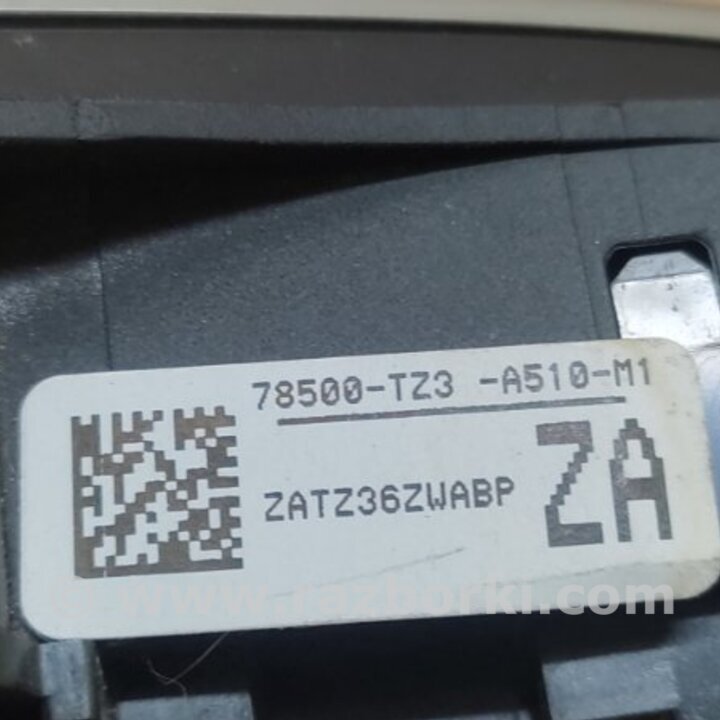 78500-TZ3 -A510-M1
ZATZ36ZWABP
ZA
© www.razborki.com